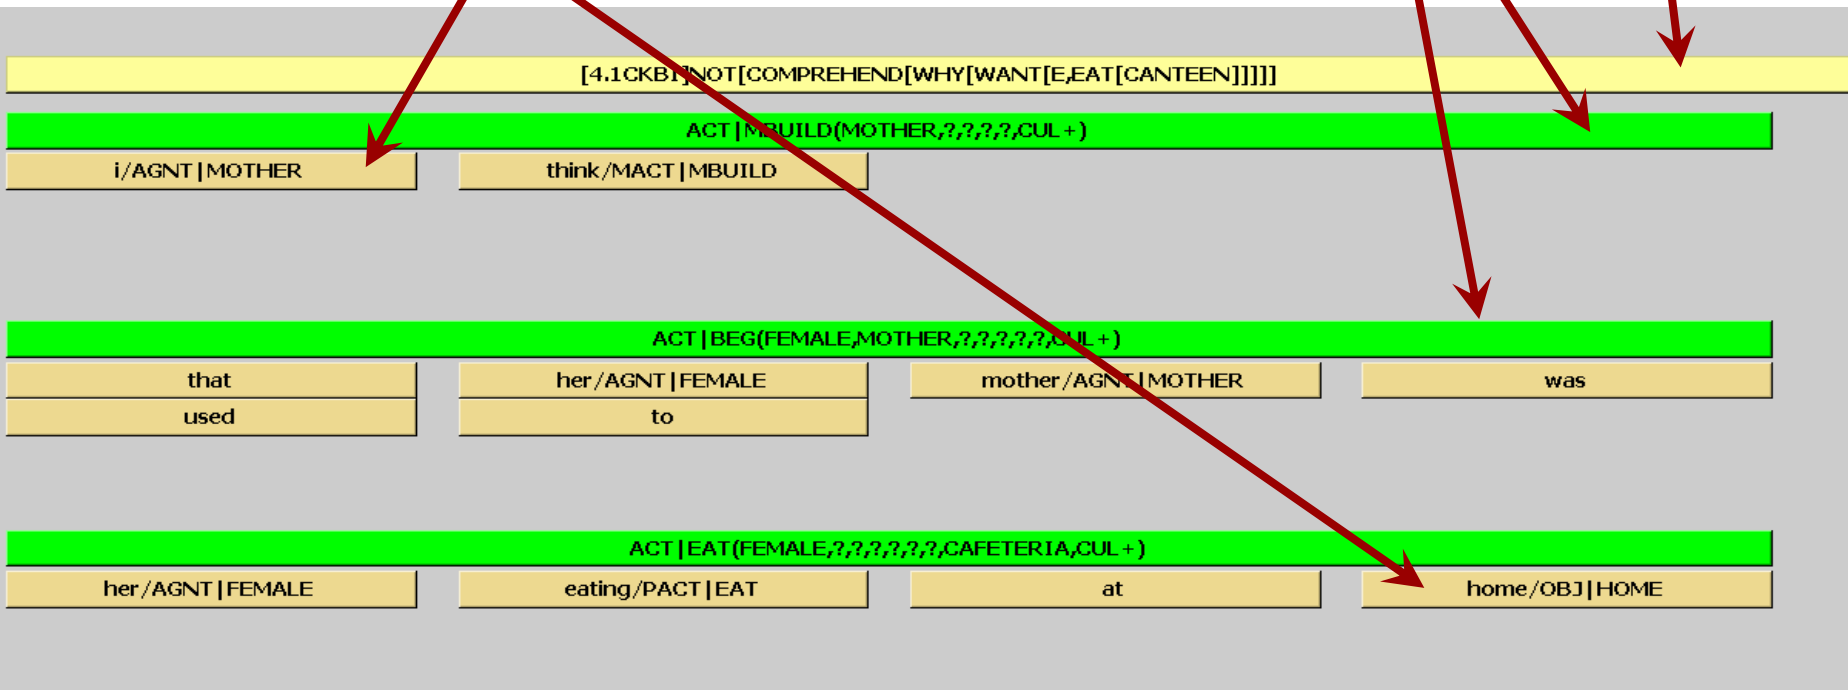 [4.1CKBI]NOT[COMPREHEND[WHY[WANT[E,EAT[CANTEEN]]]]]
ACT|MBUILD(MOTHER,?,?,?,?,CUL+)
i/AGNT|MOTHER think/MACT|MBUILD
ACT|BEG(FEMALE,MOTHER,?,?,?,?,?,CUL+)
that her/AGNT|FEMALE mother/AGNT|MOTHER was
used to
ACT|EAT(FEMALE,?,?,?,?,?,?,CAFETERIA,CUL+)
her/AGNT|FEMALE eating/PACT|EAT at home/OBJ|HOME